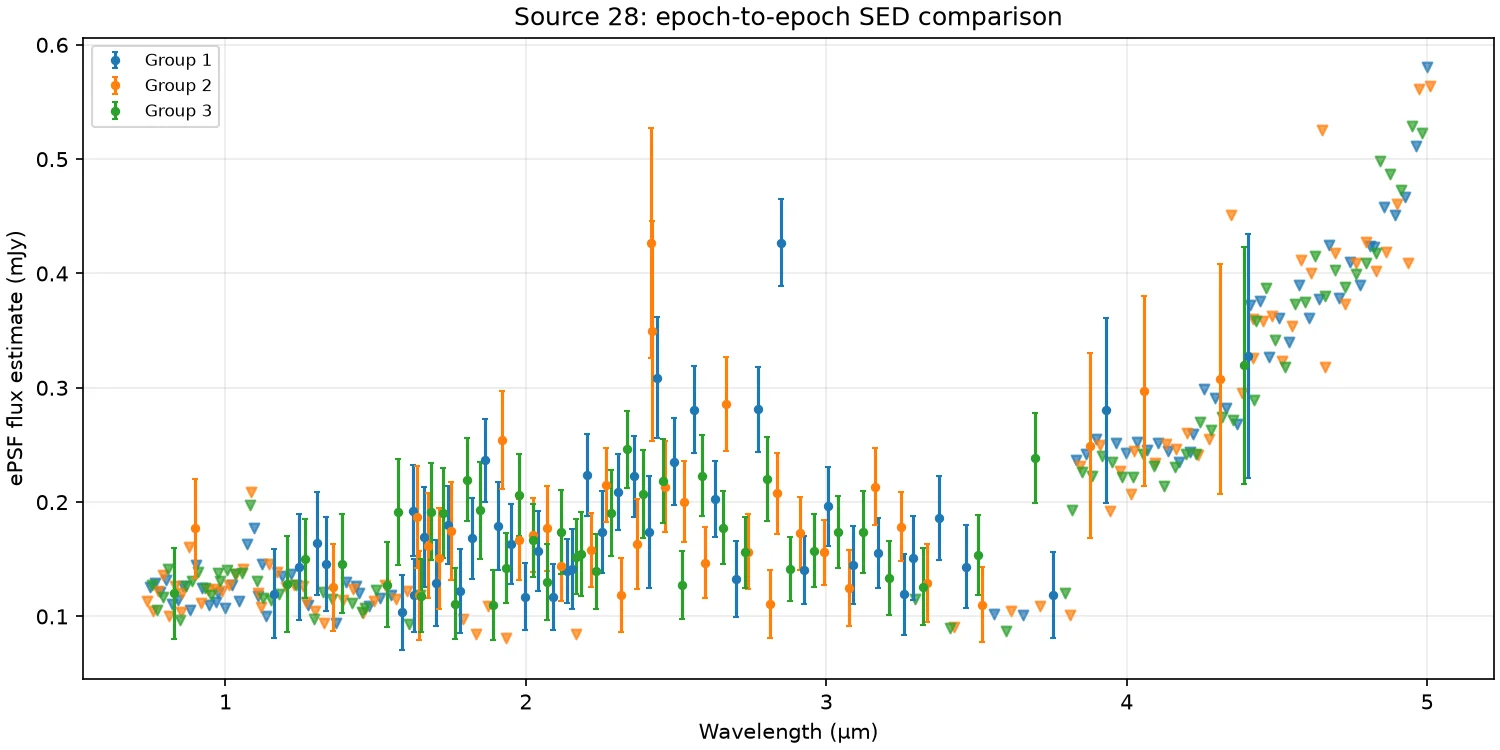 Source 28: epoch-to-epoch SED comparison
Group 1
Group 2
Group 3
ePSF flux estimate (mJy)
0.6
0.5
0.4
0.3
0.2
0.1
1 2 3 4 5
Wavelength (μm)